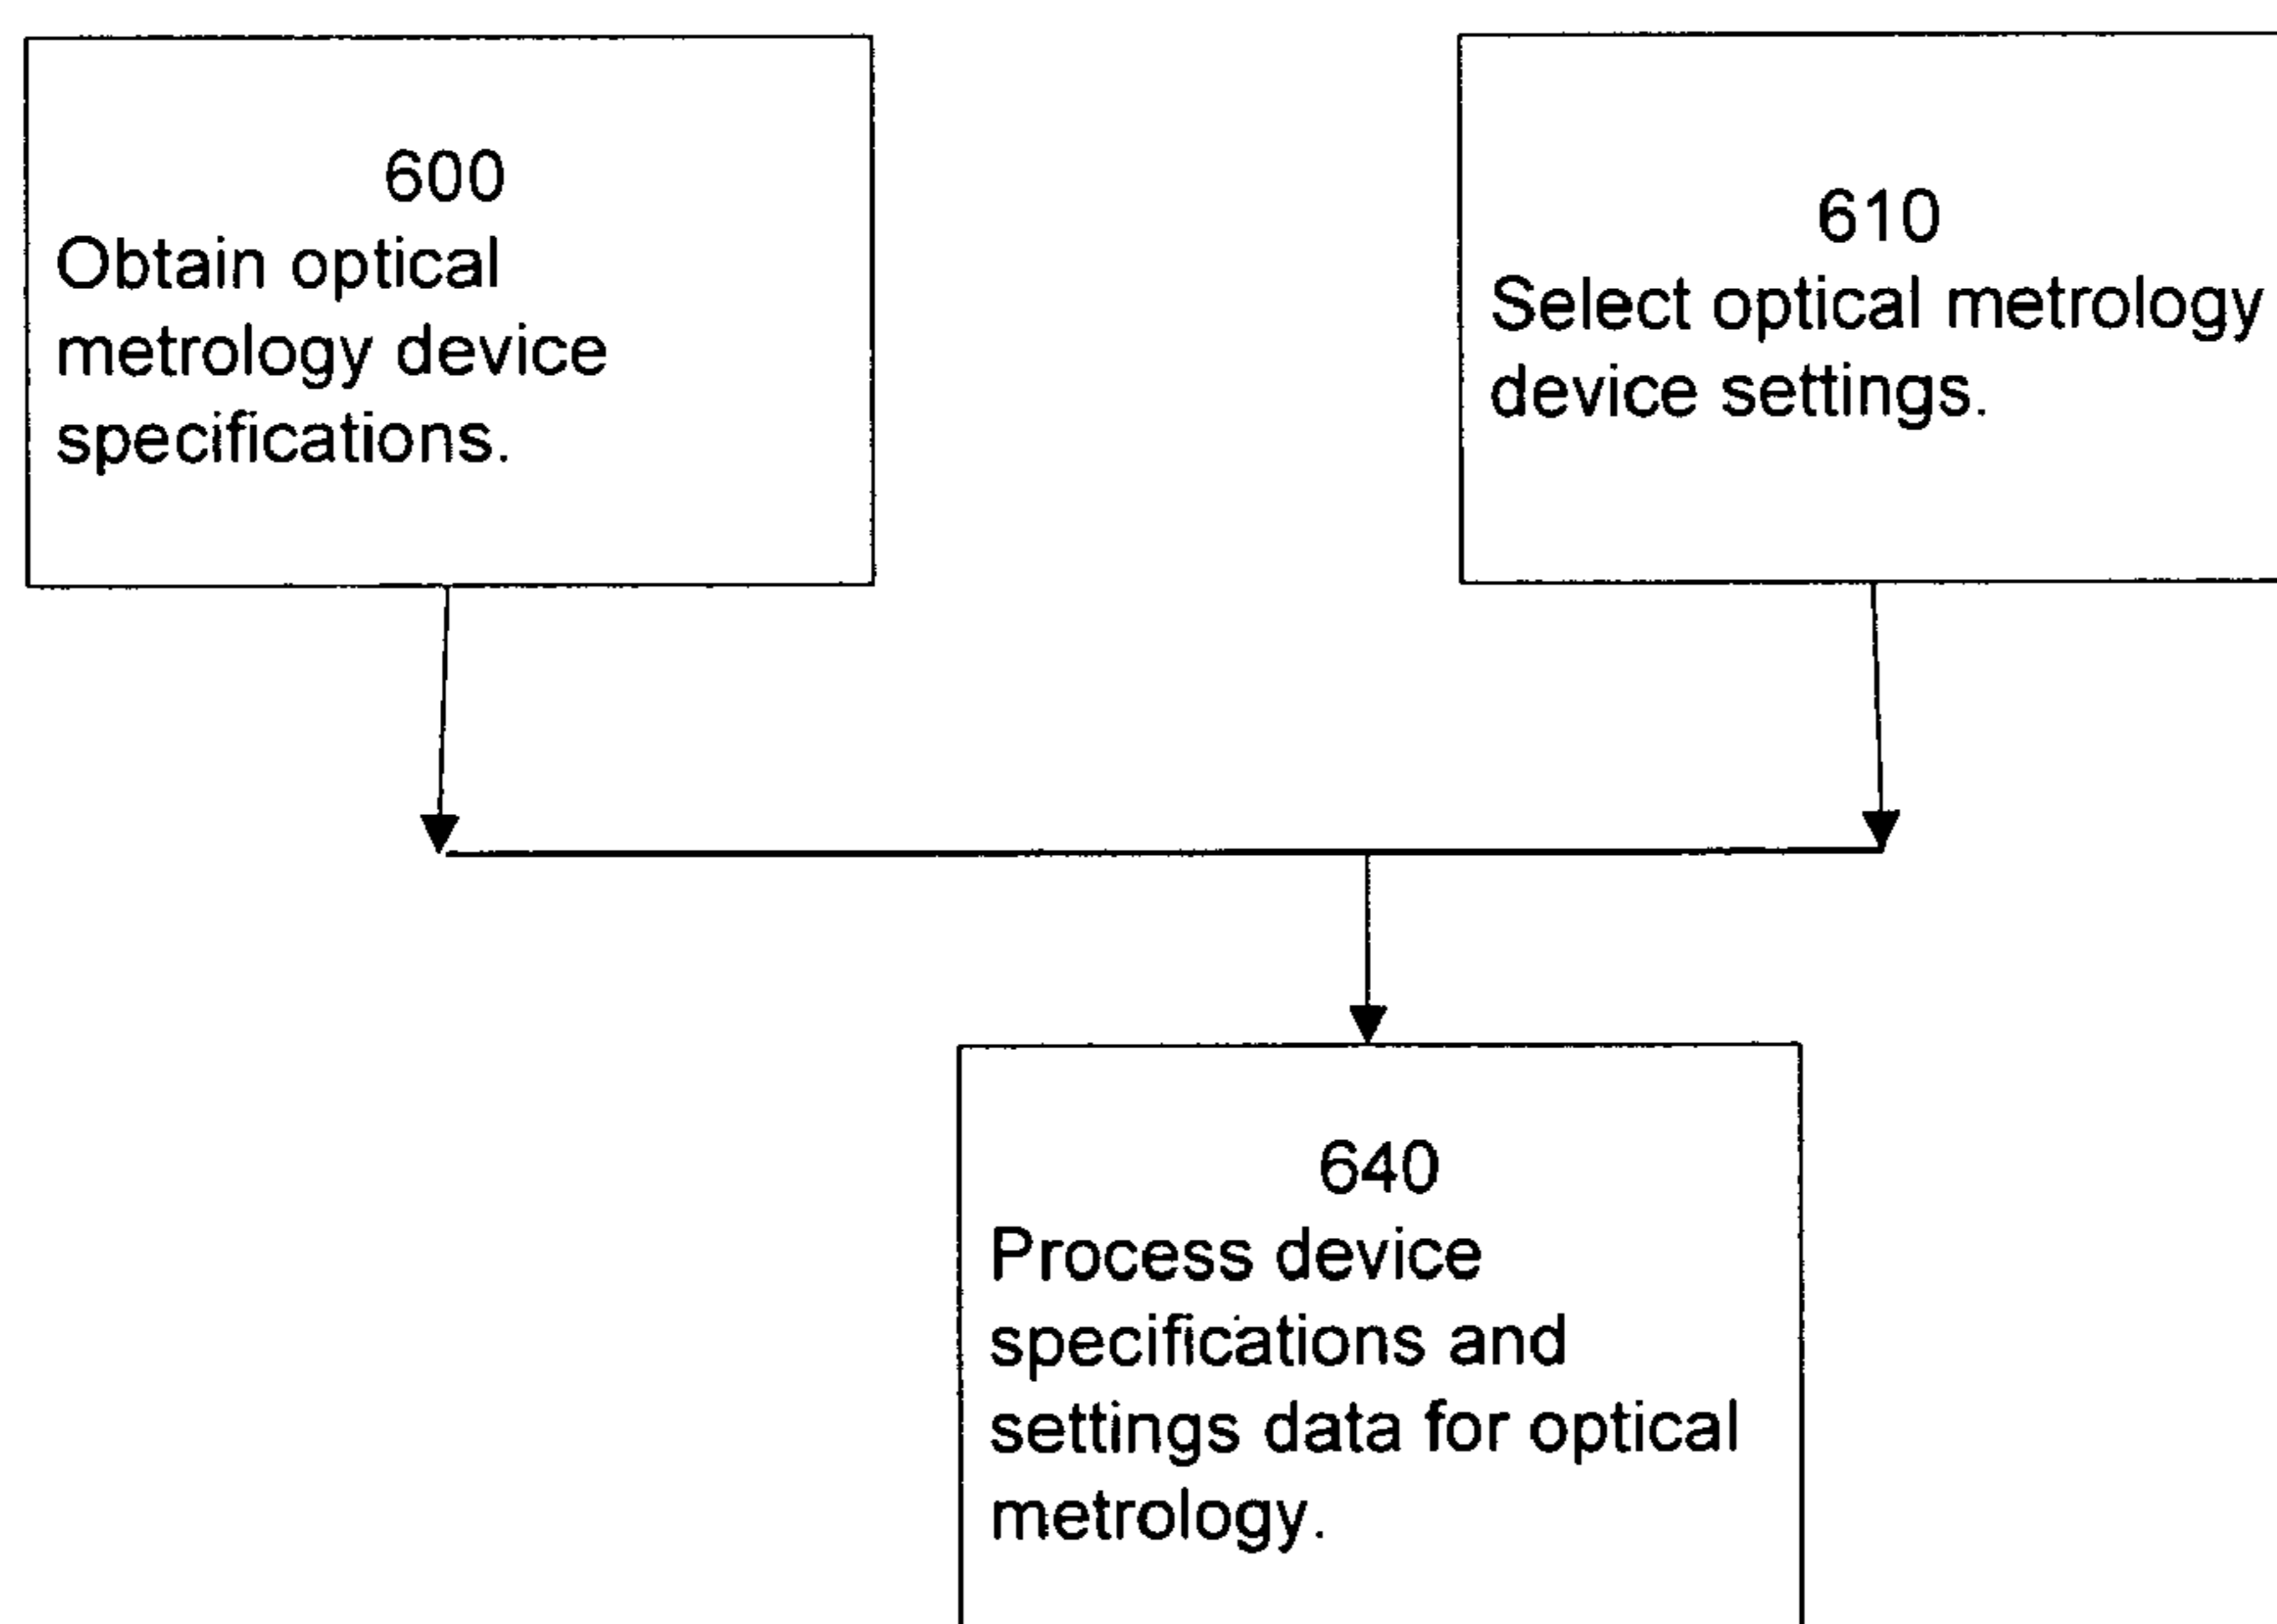 600
Obtain optical
metrology device
specifications.
610
Select optical metrology
device settings.
640
Process device
specifications and
settings data for optical
metrology.